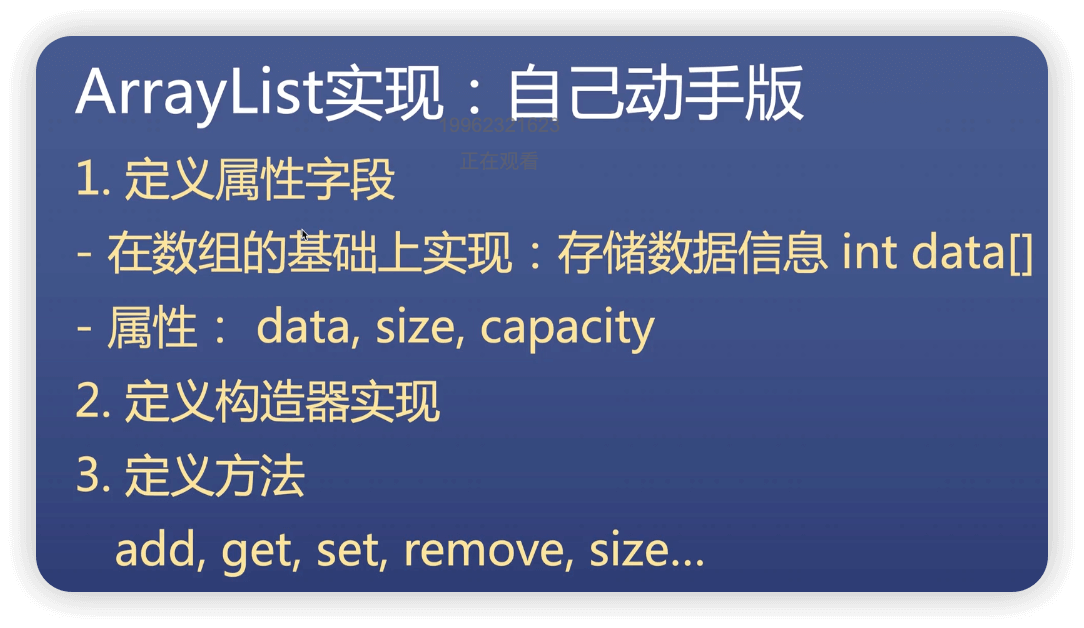 ArrayList实现：自己动手版
19962321823
正在观看
1. 定义属性字段
- 在数组的基础上实现：存储数据信息 int data[]
- 属性： data, size, capacity
2. 定义构造器实现
3. 定义方法
add, get, set, remove, size...